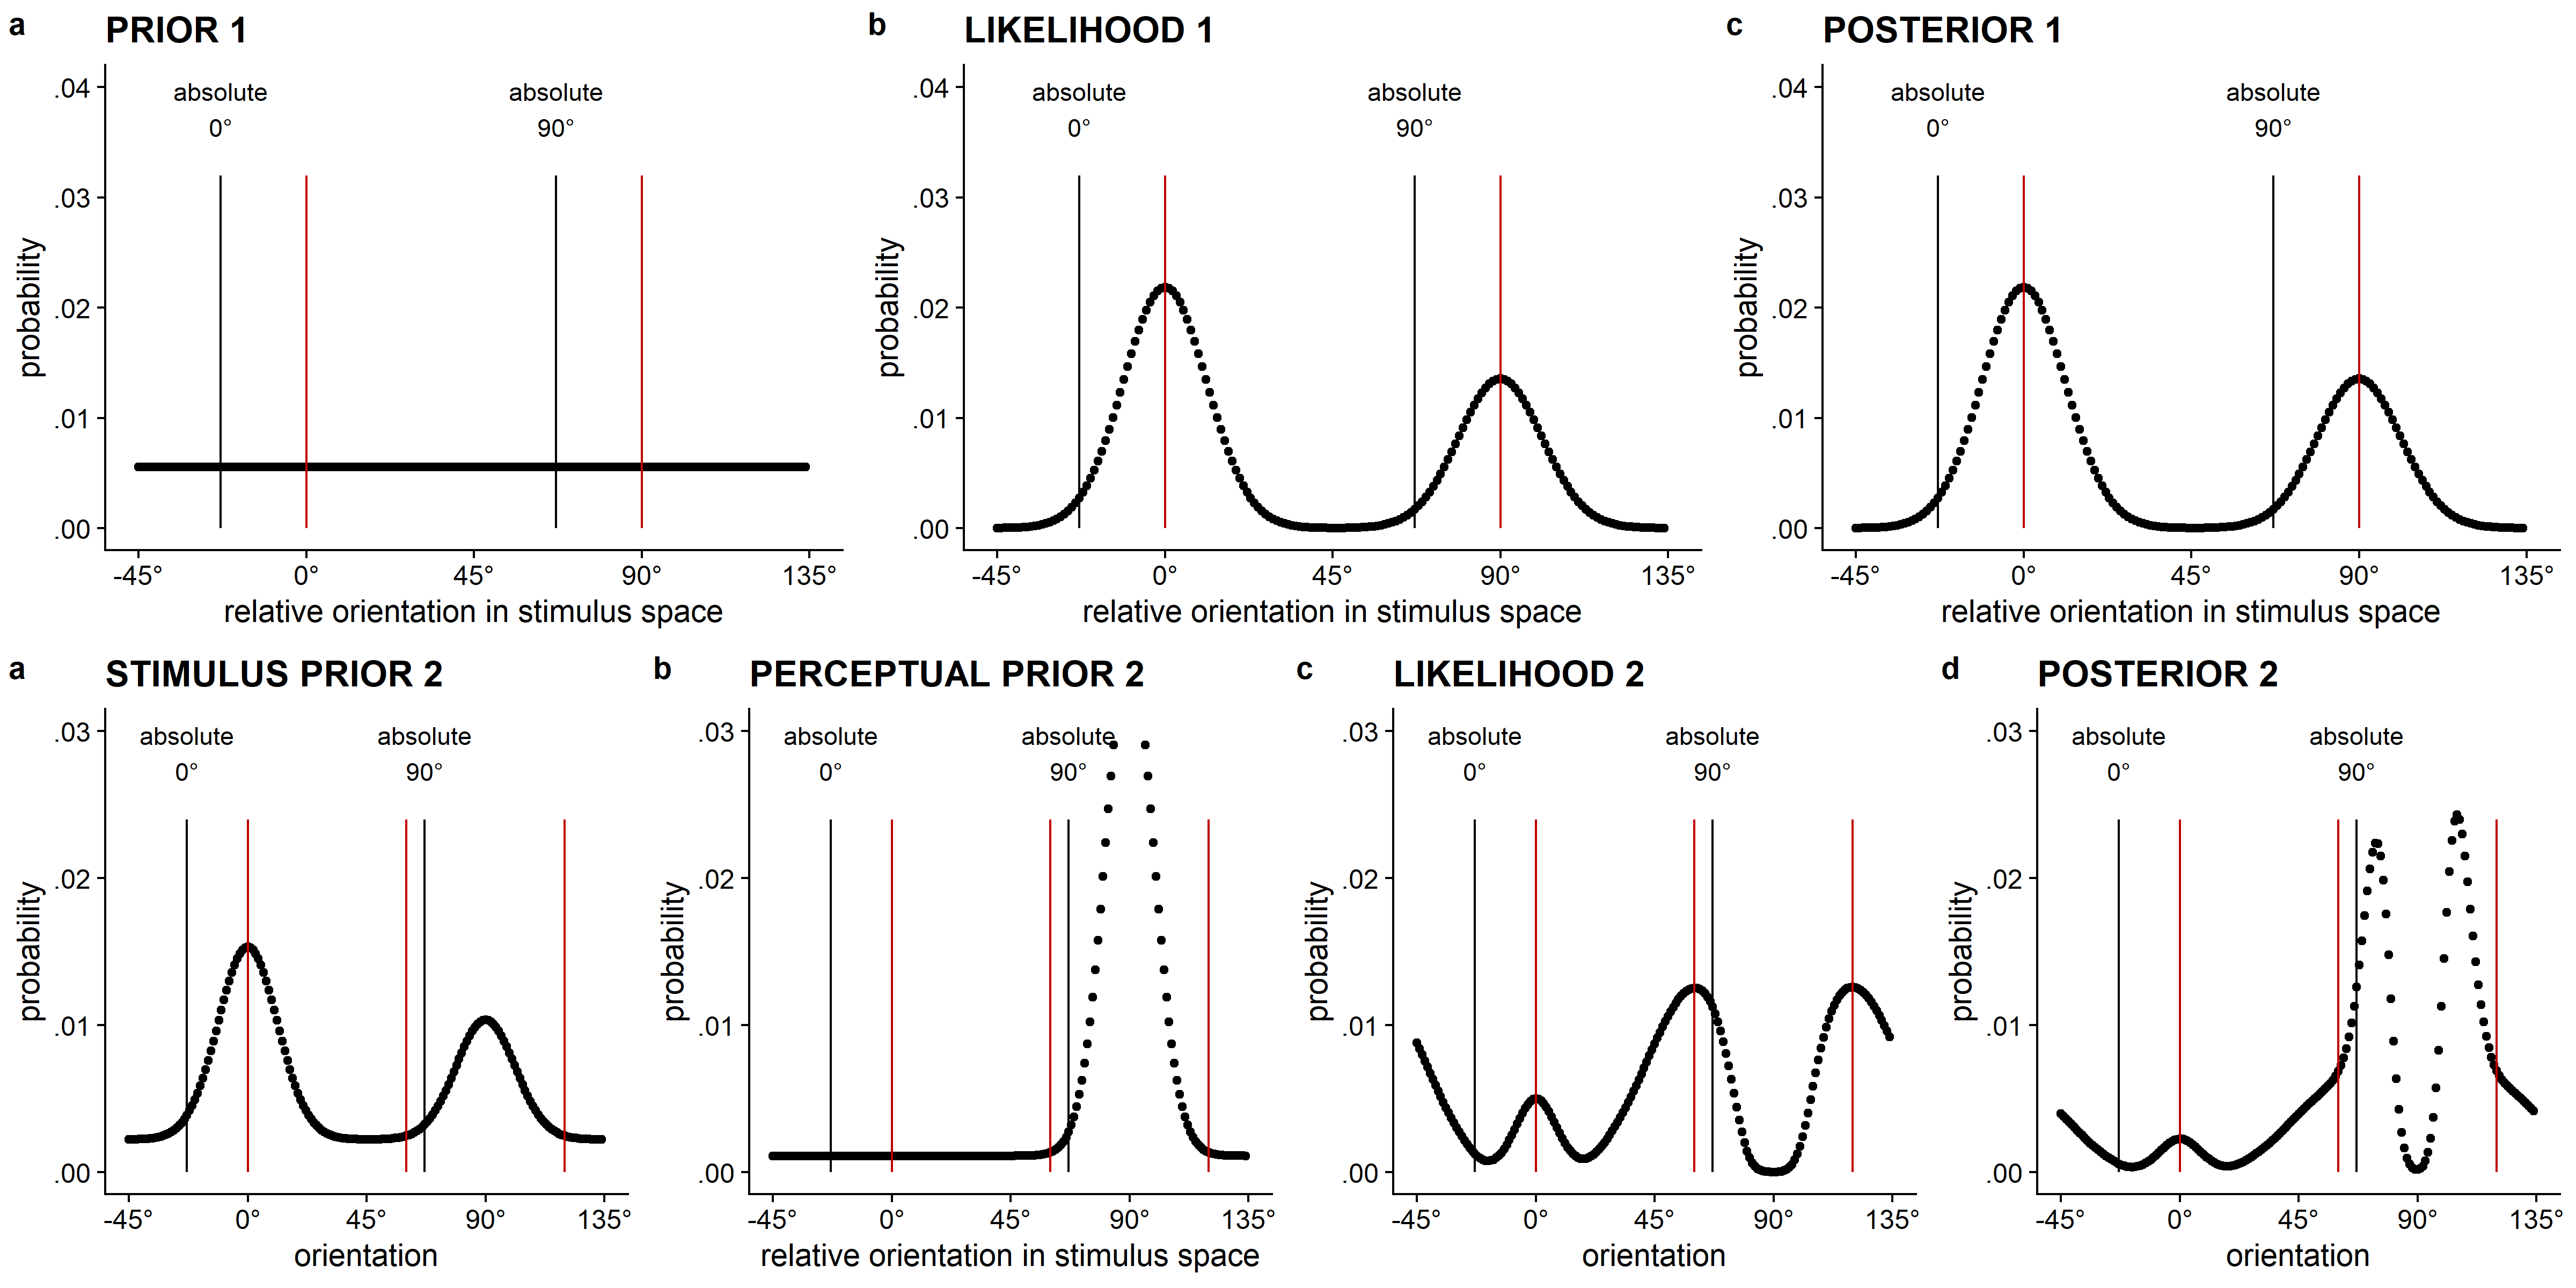 a PRIOR 1
.04
.03
.02
.01
.00
probability
absolute
0°
absolute
90°
-45° 0° 45° 90° 135°
relative orientation in stimulus space
b LIKELIHOOD 1
.04
.03
.02
.01
.00
probability
absolute
0°
absolute
90°
-45° 0° 45° 90° 135°
relative orientation in stimulus space
c POSTERIOR 1
.04
.03
.02
.01
.00
probability
absolute
0°
absolute
90°
-45° 0° 45° 90° 135°
relative orientation in stimulus space
a STIMULUS PRIOR 2
.03
.02
.01
.00
probability
absolute
0°
absolute
90°
-45° 0° 45° 90° 135°
orientation
b PERCEPTUAL PRIOR 2
.03
.02
.01
.00
probability
absolute
0°
absolute
90°
-45° 0° 45° 90° 135°
relative orientation in stimulus space
c LIKELIHOOD 2
.03
.02
.01
.00
probability
absolute
0°
absolute
90°
-45° 0° 45° 90° 135°
orientation
d POSTERIOR 2
.03
.02
.01
.00
probability
absolute
0°
absolute
90°
-45° 0° 45° 90° 135°
orientation